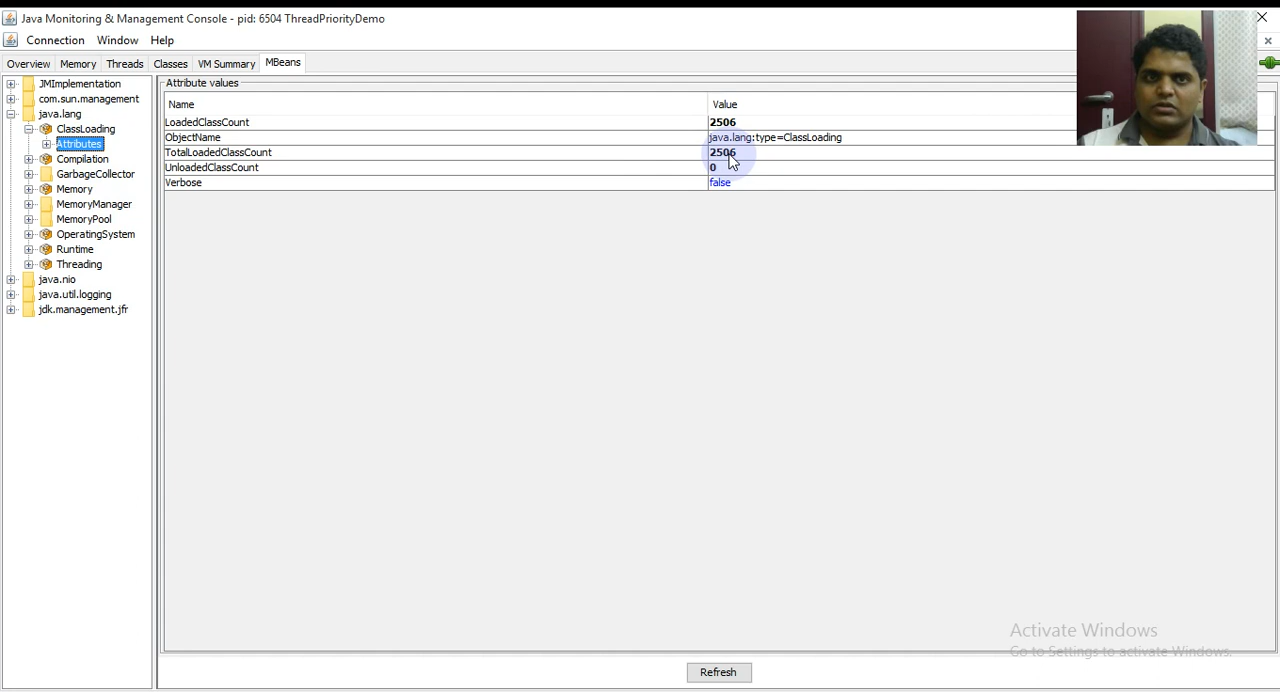 Java Monitoring & Management Console - pid: 6504 ThreadPriorityDemo
Connection Window Help
Overview Memory Threads Classes VM Summary MBeans
JMImplementation
com.sun.management
java.lang
ClassLoading
Attributes
Compilation
GarbageCollector
Memory
MemoryManager
MemoryPool
OperatingSystem
Runtime
Threading
java.nio
java.util.logging
jdk.management.jfr
Attribute values
Name Value
LoadedClassCount 2506
ObjectName java.lang:type=ClassLoading
TotalLoadedClassCount 2506
UnloadedClassCount 0
Verbose false
Activate Windows
Go to Settings to activate Windows.
Refresh